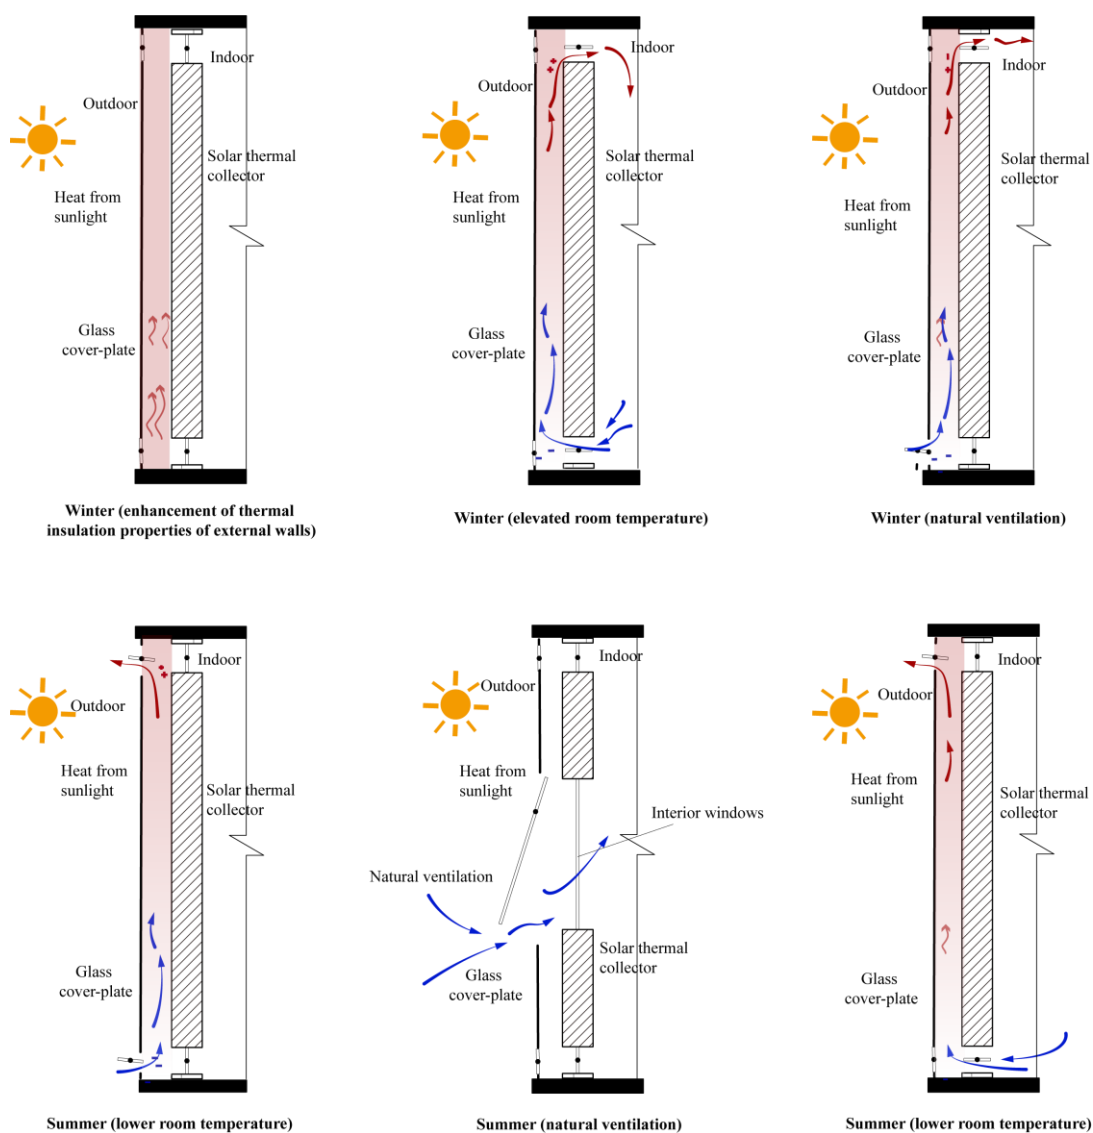 Indoor
Outdoor
Solar thermal
collector
Heat from
sunlight
Glass
cover-plate
Winter (enhancement of thermal
insulation properties of external walls)
Indoor
Outdoor
Solar thermal
collector
Heat from
sunlight
Glass
cover-plate
Winter (elevated room temperature)
Indoor
Outdoor
Solar thermal
collector
Heat from
sunlight
Glass
cover-plate
Winter (natural ventilation)
Indoor
Outdoor
Heat from
sunlight
Solar thermal
collector
Glass
cover-plate
Summer (lower room temperature)
Indoor
Outdoor
Heat from
sunlight
Interior windows
Natural ventilation
Solar thermal
collector
Glass
cover-plate
Summer (natural ventilation)
Indoor
Outdoor
Heat from
sunlight
Solar thermal
collector
Glass
cover-plate
Summer (lower room temperature)